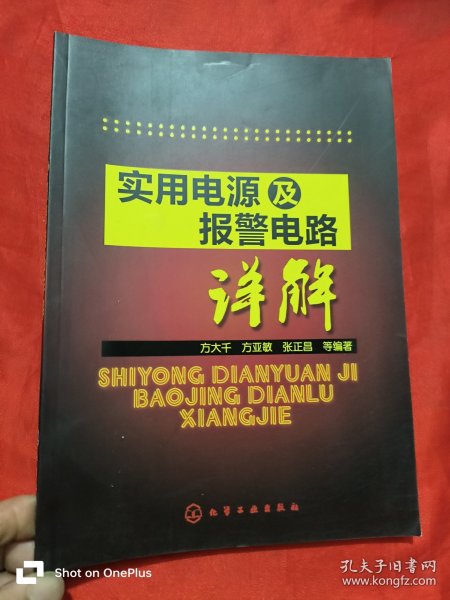 实用电源及
报警电路
详解
方大千 方亚敏 张正昌 等编著
SHIYONG DIANYUAN JI
BAOJING DIANLU
XIANGJIE
化学工业出版社
Shot on OnePlus
孔夫子旧书网
www.kongfz.com